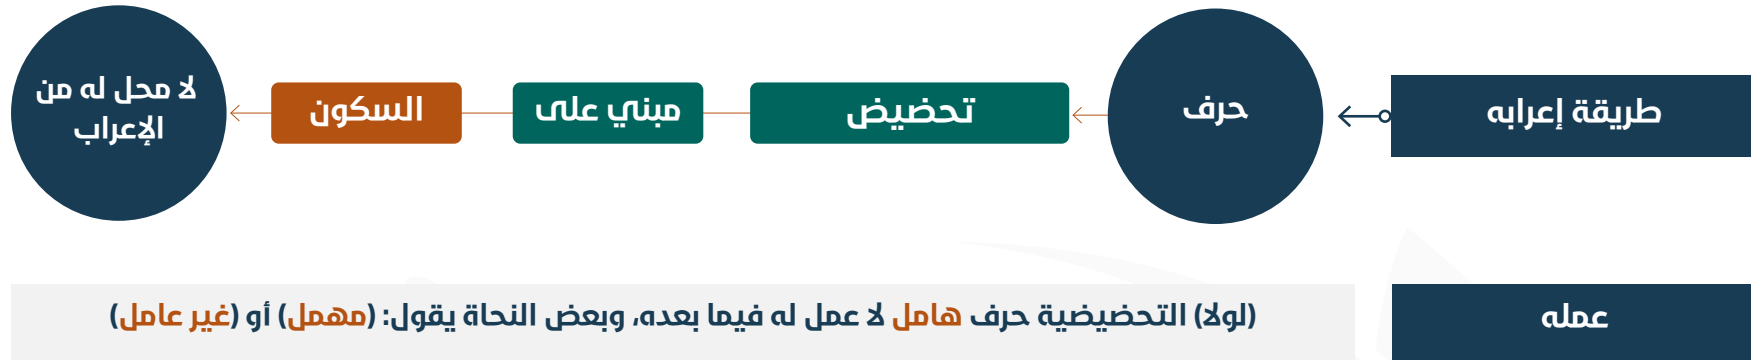 طريقة إعرابه
حرف
تحضيض
مبني على
السكون
لا محل له من
الإعراب
عمله
(لولا) التحضيضية حرف هامل لا عمل له فيما بعده، وبعض النحاة يقول: (مهمل) أو (غير عامل)